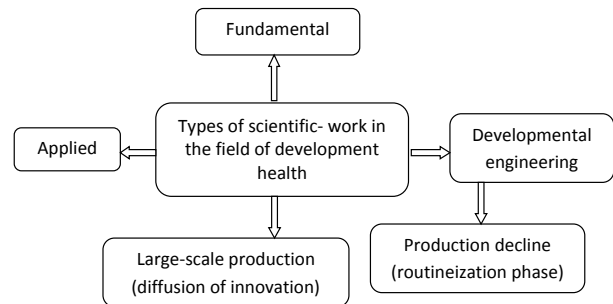 Fundamental
Types of scientific- work in
the field of development
health
Applied
Developmental
engineering
Large-scale production
(diffusion of innovation)
Production decline
(routineization phase)